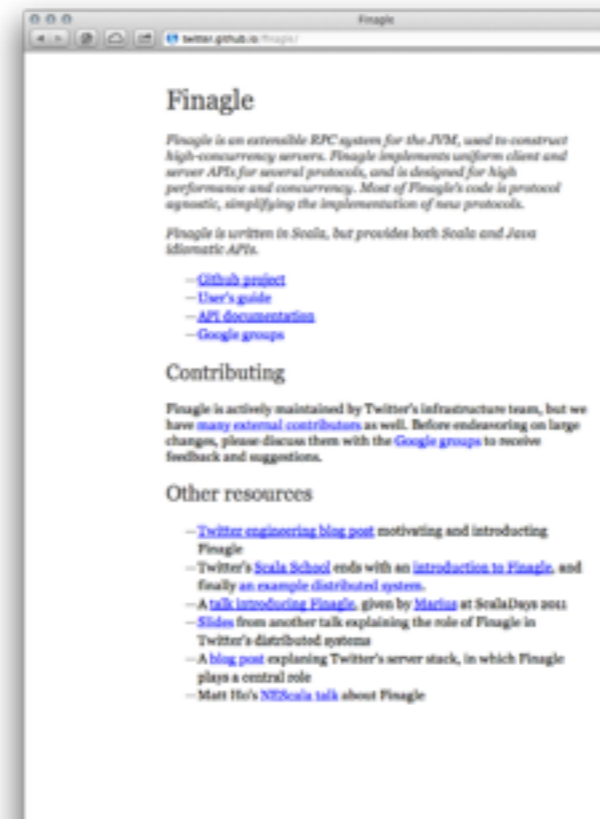 Finagle
twitter.github.io/finagle/
Finagle
Finagle is an extensible RPC system for the JVM, used to construct
high-concurrency servers. Finagle implements uniform client and
server APIs for several protocols, and is designed for high
performance and concurrency. Most of Finagle's code is protocol
agnostic, simplifying the implementation of new protocols.
Finagle is written in Scala, but provides both Scala and Java
idiomatic APIs.
—Github project
—User's guide
—API documentation
—Google groups
Contributing
Finagle is actively maintained by Twitter's infrastructure team, but we
have many external contributors as well. Before endeavoring on large
changes, please discuss them with the Google groups to receive
feedback and suggestions.
Other resources
—Twitter engineering blog post motivating and introducting
Finagle
—Twitter's Scala School ends with an introduction to Finagle, and
finally an example distributed system.
—A talk introducing Finagle, given by Marius at ScalaDays 2011
—Slides from another talk explaining the role of Finagle in
Twitter's distributed systems
—A blog post explaning Twitter's server stack, in which Finagle
plays a central role
—Matt Ho's NEScala talk about Finagle